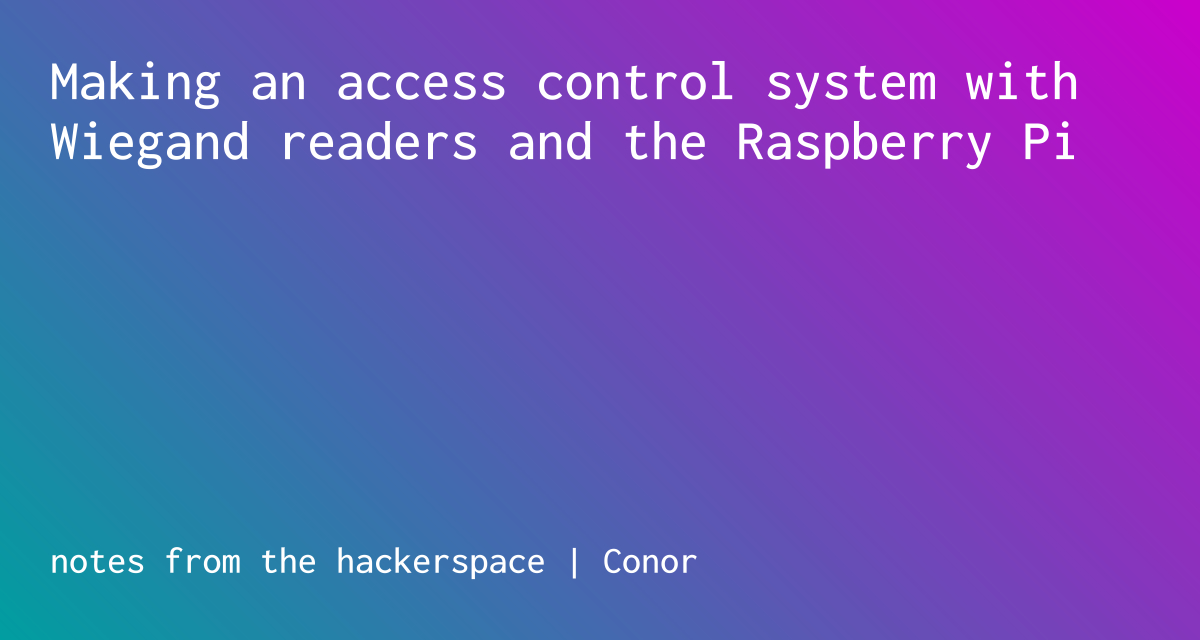 Making an access control system with
Wiegand readers and the Raspberry Pi
notes from the hackerspace | Conor